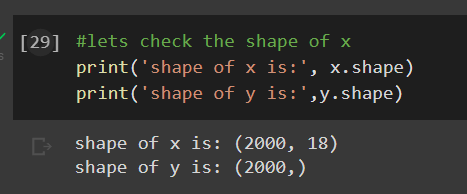 [29] #lets check the shape of x
print('shape of x is:', x.shape)
print('shape of y is:',y.shape)
shape of x is: (2000, 18)
shape of y is: (2000,)